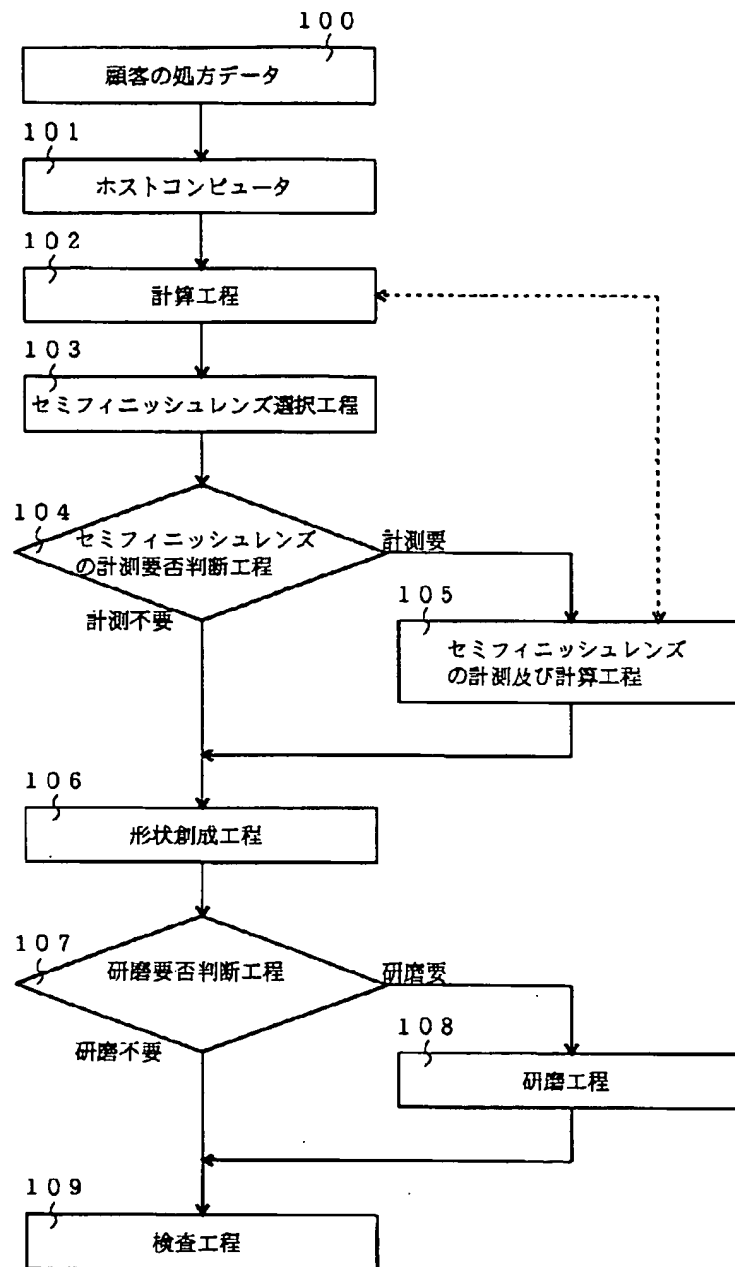 100
顧客の処方データ
101
ホストコンピュータ
102
計算工程
103
セミフィニッシュレンズ選択工程
104
セミフィニッシュレンズ
の計測要否判断工程
計測要
計測不要
105
セミフィニッシュレンズ
の計測及び計算工程
106
形状創成工程
107
研磨要否判断工程
研磨要
研磨不要
108
研磨工程
109
検査工程